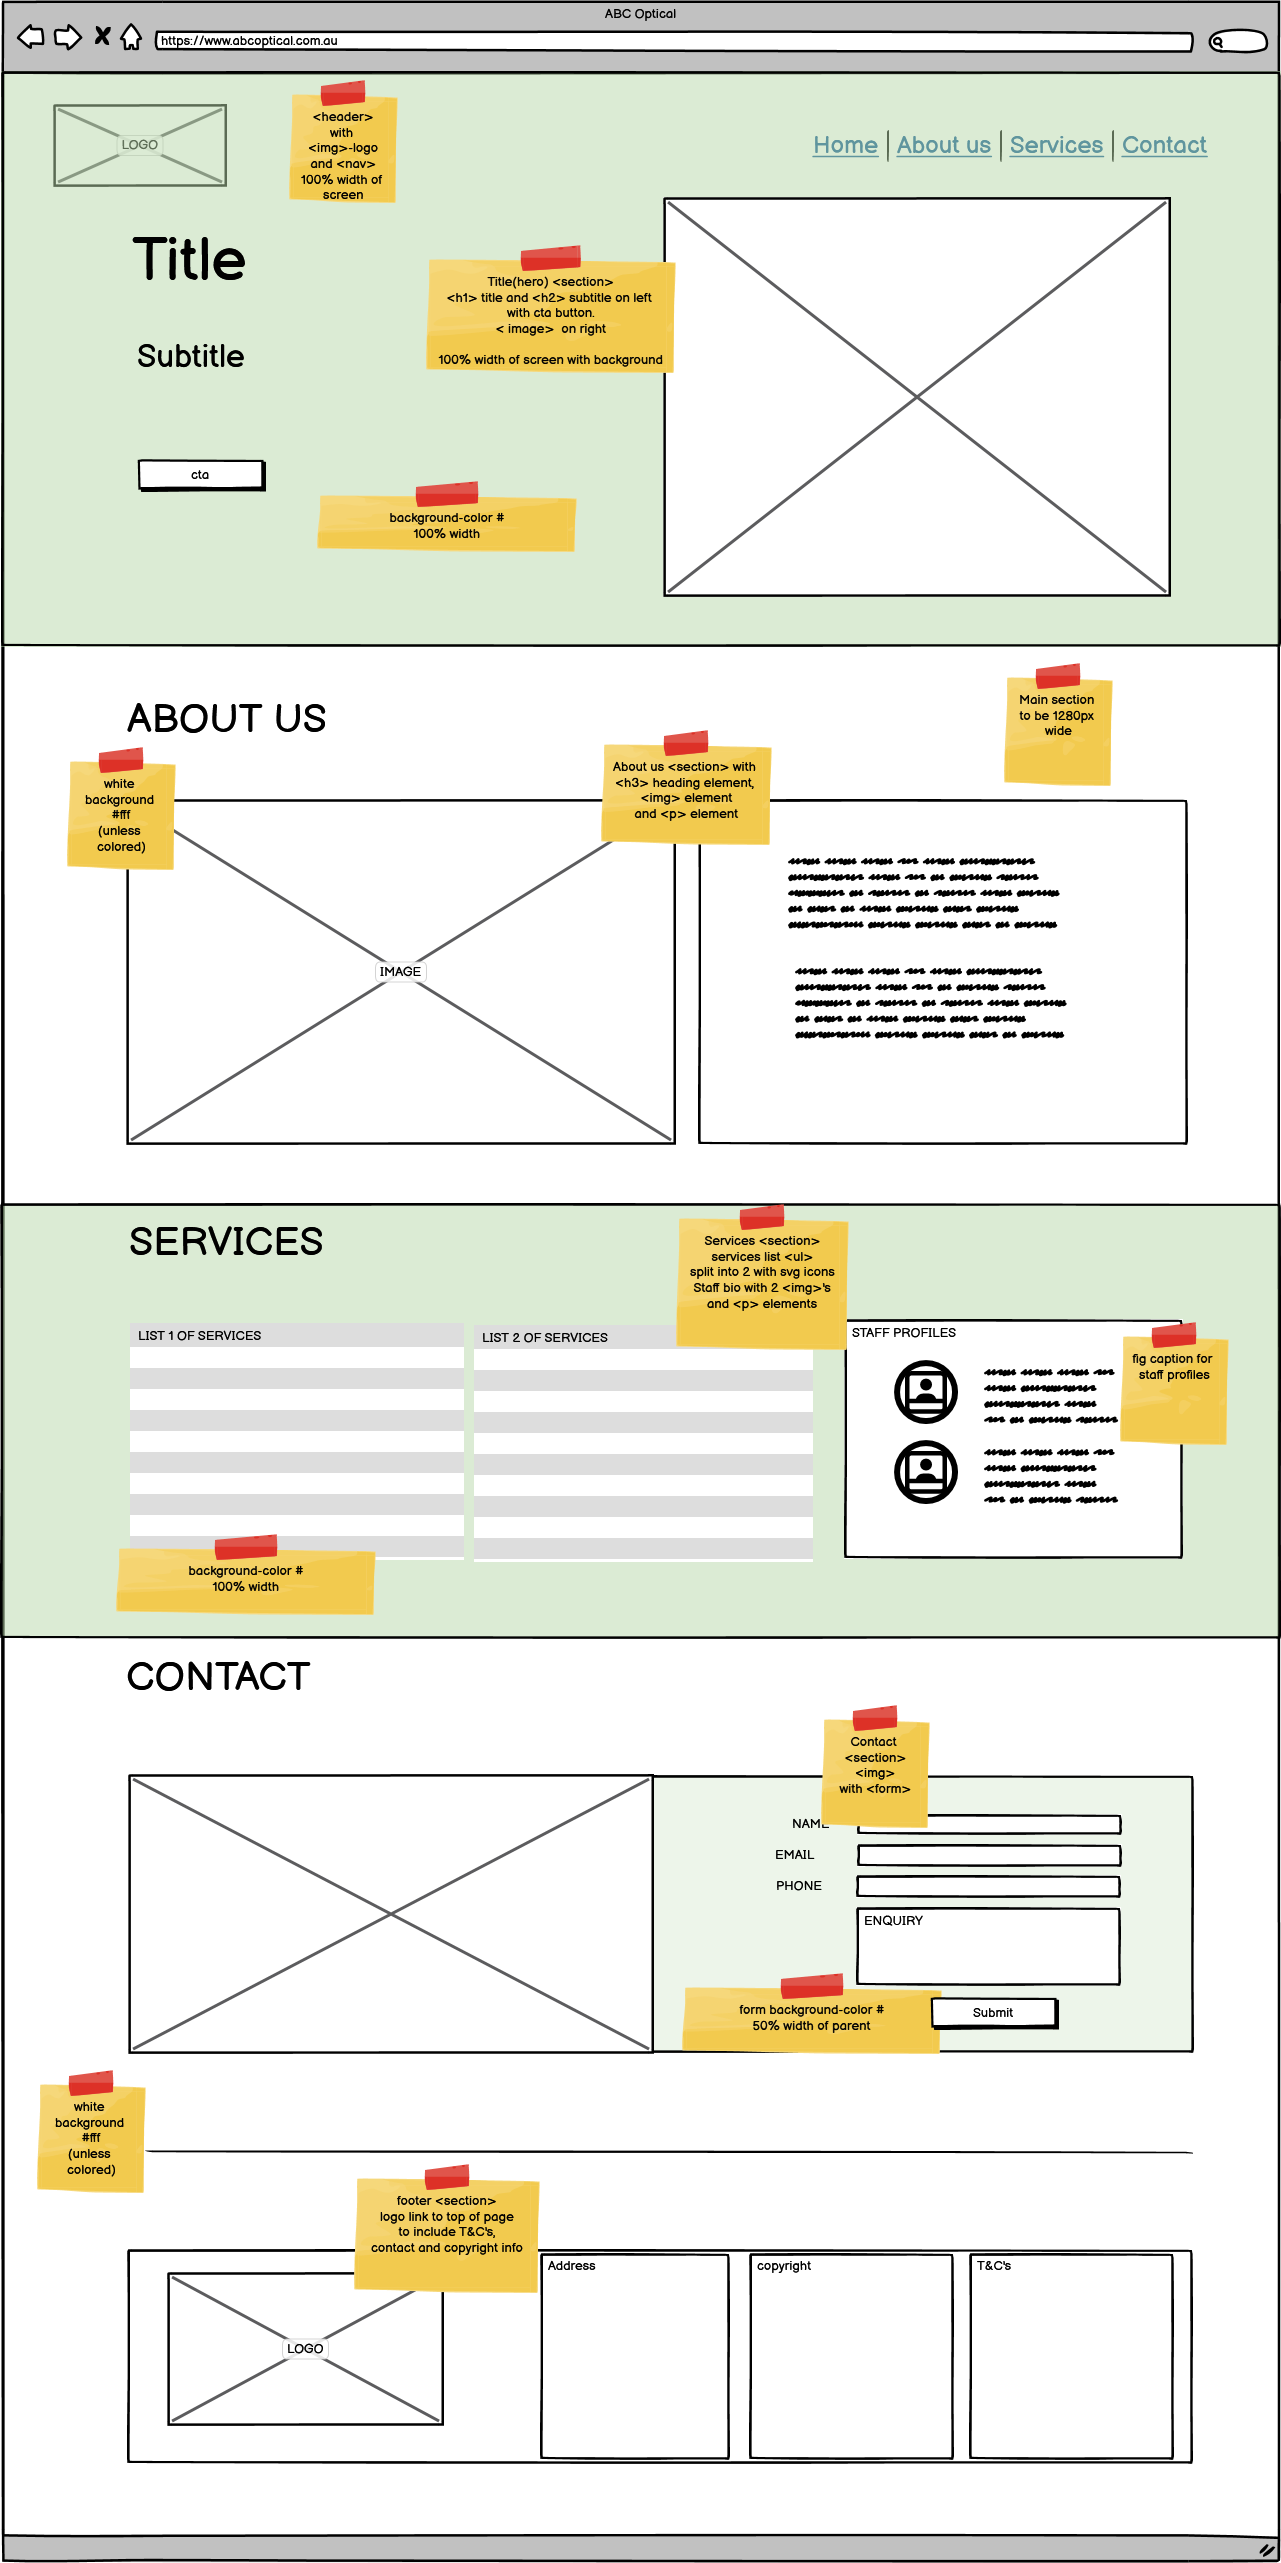 ABC Optical
https://www.abcoptical.com.au
LOGO
<header>
with
<img>-logo
and <nav>
100% width of
screen
Home | About us | Services | Contact
Title
Title(hero) <section>
<h1> title and <h2> subtitle on left
with cta button.
< image> on right
100% width of screen with background
Subtitle
cta
background-color #
100% width
ABOUT US
Main section
to be 1280px
wide
white
background
#fff
(unless
colored)
About us <section> with
<h3> heading element,
<img> element
and <p> element
IMAGE
SERVICES
Services <section>
services list <ul>
split into 2 with svg icons
Staff bio with 2 <img>'s
and <p> elements
LIST 1 OF SERVICES
LIST 2 OF SERVICES
STAFF PROFILES
fig caption for
staff profiles
background-color #
100% width
CONTACT
Contact
<section>
<img>
with <form>
NAME
EMAIL
PHONE
ENQUIRY
form background-color #
50% width of parent
Submit
white
background
#fff
(unless
colored)
footer <section>
logo link to top of page
to include T&C's,
contact and copyright info
LOGO
Address
copyright
T&C's